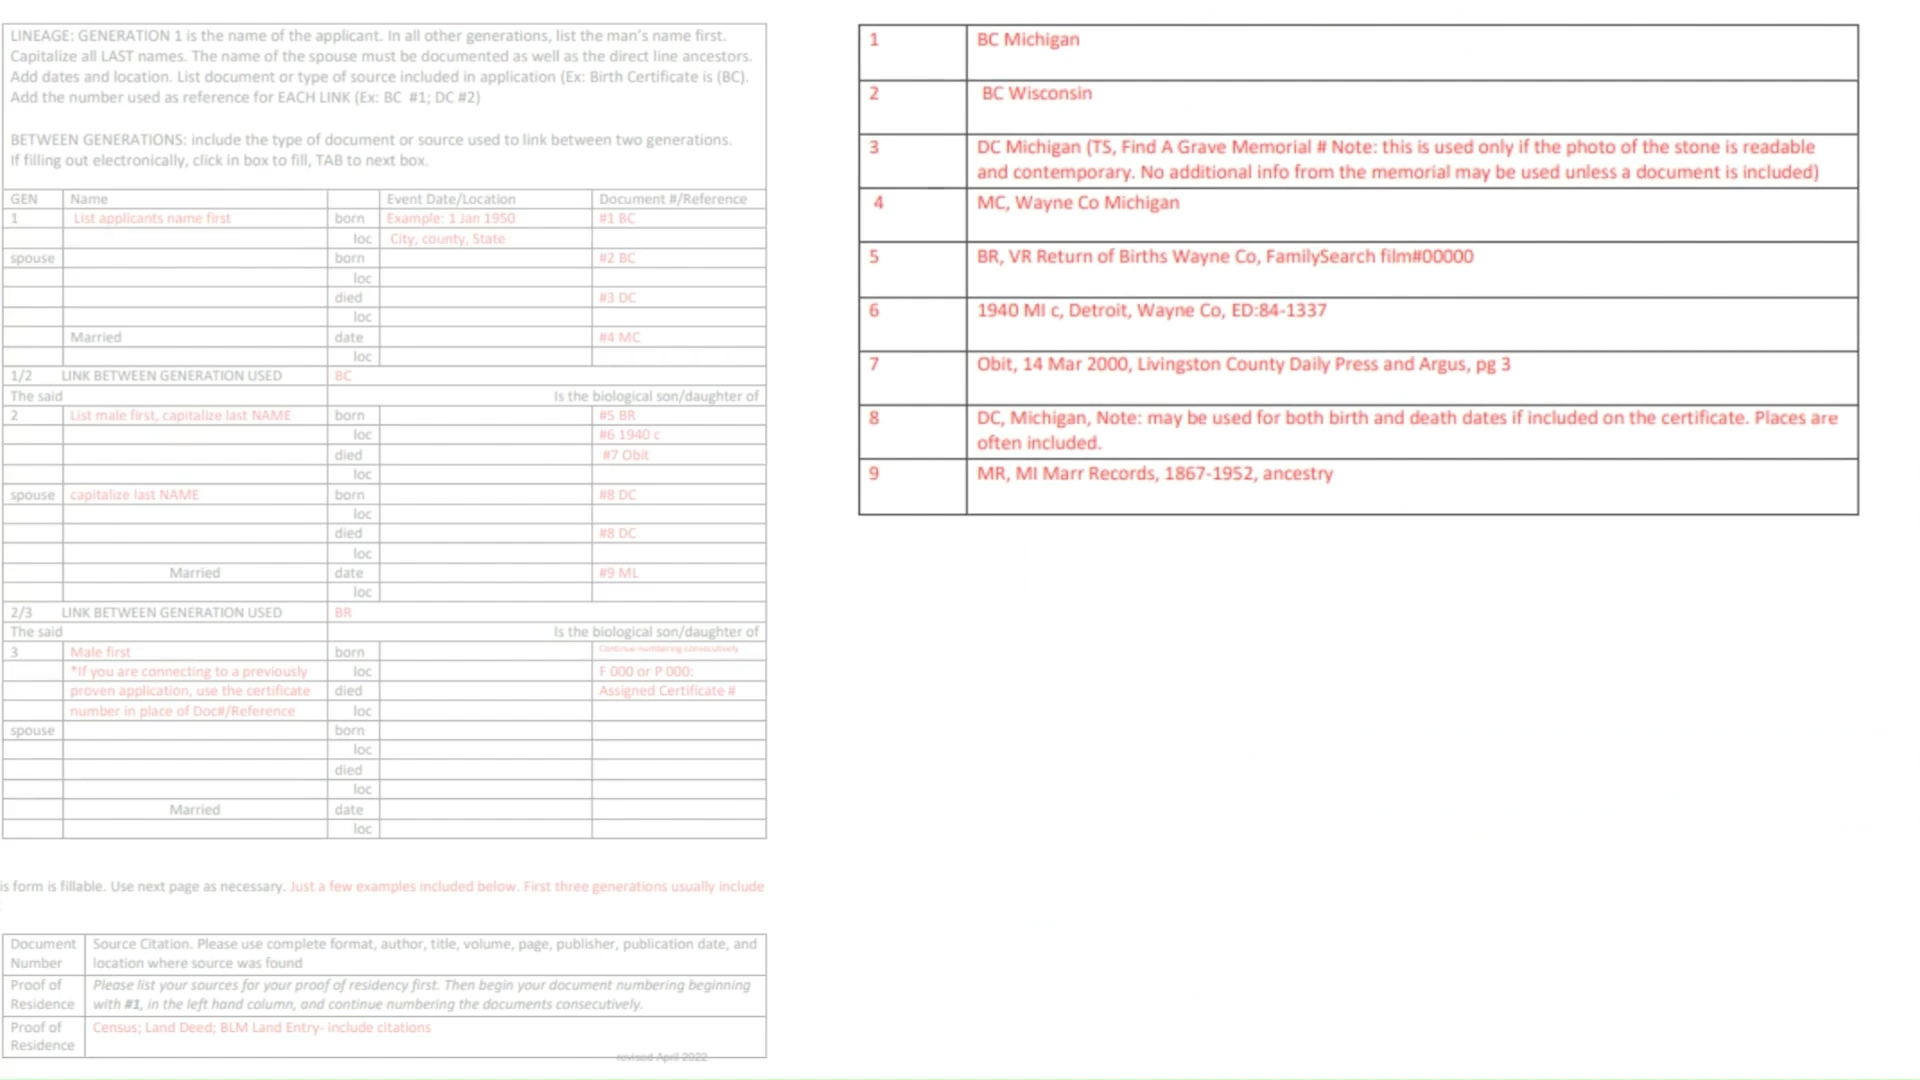 LINEAGE: GENERATION 1 is the name of the applicant. In all other generations, list the man's name first.
Capitalize all LAST names. The name of the spouse must be documented as well as the direct line ancestors.
Add dates and location. List document or type of source included in application (Ex: Birth Certificate is (BC).
Add the number used as reference for EACH LINK (Ex: BC #1; DC #2)
BETWEEN GENERATIONS: include the type of document or source used to link between two generations.
If filling out electronically, click in box to fill, TAB to next box.
GEN Name Event Date/Location Document #/Reference
1 List applicants name first born Example: 1 Jan 1950 #1 BC
loc City, county, State
spouse born #2 BC
loc
died #3 DC
loc
Married date #4 MC
loc
1/2 LINK BETWEEN GENERATION USED BC
The said Is the biological son/daughter of
2 List male first, capitalize last NAME born #5 BR
loc #6 1940 c
died #7 Obit
loc
spouse capitalize last NAME born #8 DC
loc
died #8 DC
loc
Married date #9 ML
loc
2/3 LINK BETWEEN GENERATION USED BR
The said Is the biological son/daughter of
3 Male first born Continue numbering consecutively
*If you are connecting to a previously loc F 000 or P 000:
proven application, use the certificate died Assigned Certificate #
number in place of Doc#/Reference loc
spouse born
loc
died
loc
Married date
loc
is form is fillable. Use next page as necessary. Just a few examples included below. First three generations usually include
Document Source Citation. Please use complete format, author, title, volume, page, publisher, publication date, and
Number location where source was found
Proof of Please list your sources for your proof of residency first. Then begin your document numbering beginning
Residence with #1, in the left hand column, and continue numbering the documents consecutively.
Proof of Census; Land Deed; BLM Land Entry- include citations
Residence
revised April 2022
1 BC Michigan
2 BC Wisconsin
3 DC Michigan (TS, Find A Grave Memorial # Note: this is used only if the photo of the stone is readable
and contemporary. No additional info from the memorial may be used unless a document is included)
4 MC, Wayne Co Michigan
5 BR, VR Return of Births Wayne Co, FamilySearch film#00000
6 1940 MI c, Detroit, Wayne Co, ED:84-1337
7 Obit, 14 Mar 2000, Livingston County Daily Press and Argus, pg 3
8 DC, Michigan, Note: may be used for both birth and death dates if included on the certificate. Places are
often included.
9 MR, MI Marr Records, 1867-1952, ancestry